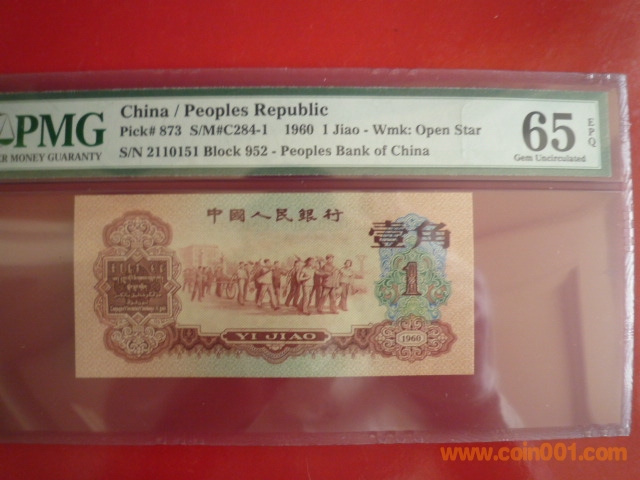 PMG
ER MONEY GUARANTY
China / Peoples Republic
Pick# 873 S/M#C284-1 1960 1 Jiao - Wmk: Open Star
S/N 2110151 Block 952 - Peoples Bank of China
65
EPQ
Gem Uncirculated
中國人民銀行
壹角
1
YI JIAO
1960
www.coin001.com